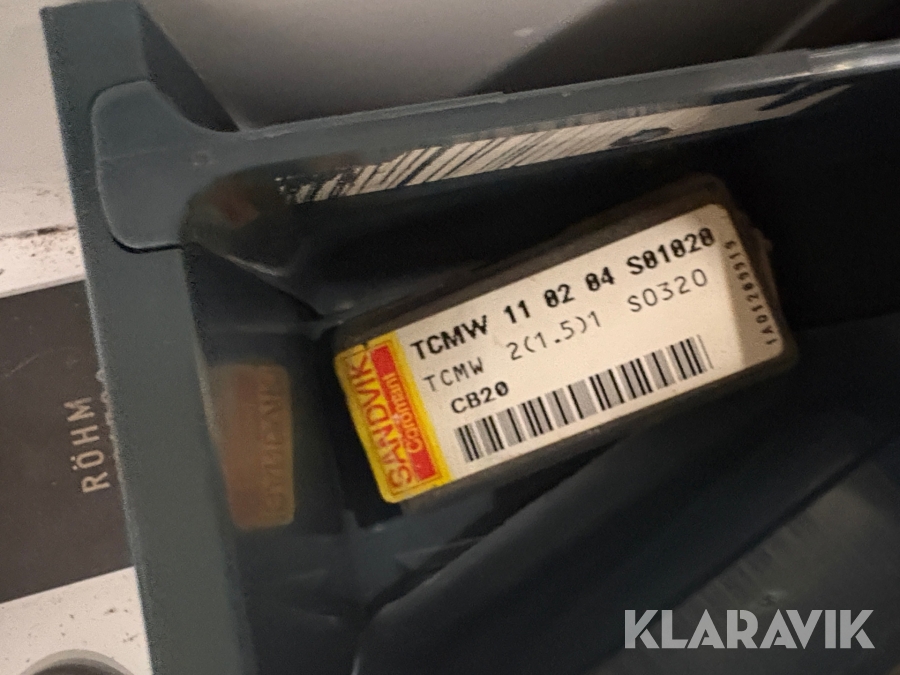 TCMW 11 02 04 S01020
TCMW 2(1.5)1 S0320
CB20
SANDVIK
Coromant
RÖHM
KLARAVIK